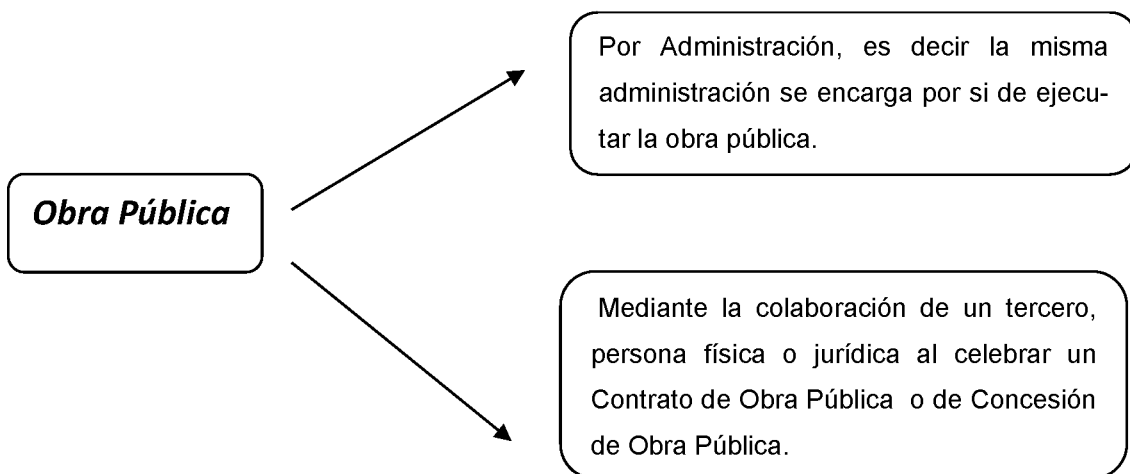 Obra Pública
Por Administración, es decir la misma
administración se encarga por si de ejecu-
tar la obra pública.
Mediante la colaboración de un tercero,
persona física o jurídica al celebrar un
Contrato de Obra Pública o de Concesión
de Obra Pública.